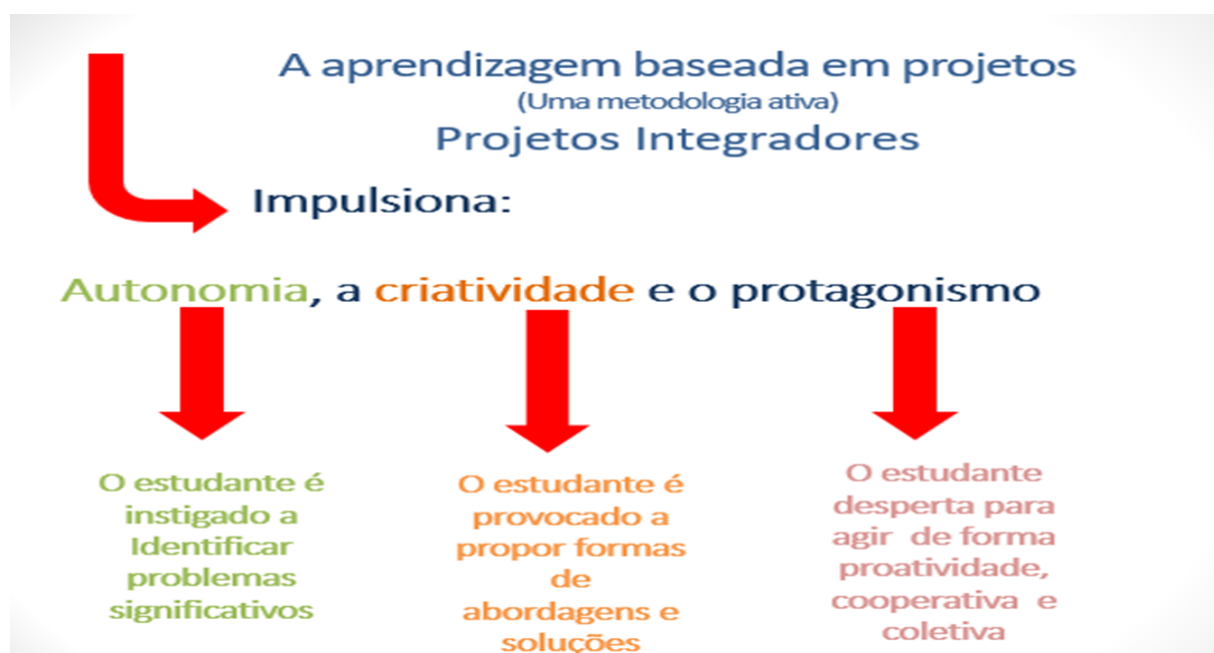 A aprendizagem baseada em projetos
(Uma metodologia ativa)
Projetos Integradores
Impulsiona:
Autonomia, a criatividade e o protagonismo
O estudante é
instigado a
Identificar
problemas
significativos
O estudante é
provocado a
propor formas
de
abordagens e
soluções
O estudante
desperta para
agir de forma
proatividade,
cooperativa e
coletiva